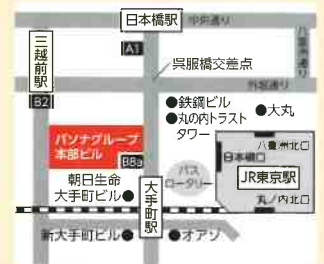 日本橋駅
中央通り
三越前駅
A1
八重洲通り
呉服橋交差点
外堀通り
B2
●鉄鋼ビル
●丸の内トラスト
タワー
●大丸
パソナグループ
本部ビル
B8a
八重洲北口
日本橋口
バス
ロータリー
JR東京駅
丸ノ内北口
朝日生命
大手町ビル●
大手町駅
新大手町ビル●
●オアゾ